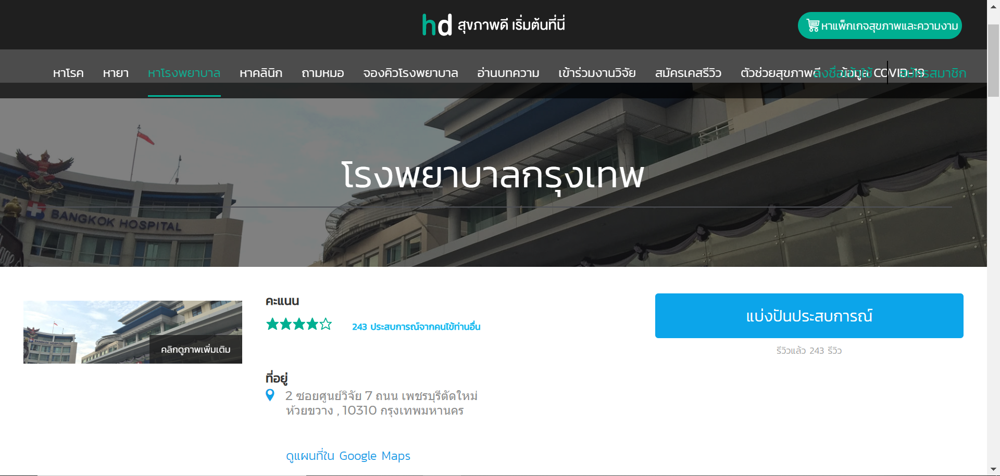 hd สุขภาพดี เริ่มต้นที่นี่
หาแพ็กเกจสุขภาพและความงาม
หาโรค หายา หาโรงพยาบาล หาคลินิก ถามหมอ จองคิวโรงพยาบาล อ่านบทความ เข้าร่วมงานวิจัย สมัครเคสรีวิว ตัวช่วยสุขภาพดี ข้อมูล COVID-19
ลงชื่อเข้าใช้ สมัครสมาชิก
โรงพยาบาลกรุงเทพ
BANGKOK HOSPITAL
คะแนน
243 ประสบการณ์จากคนไข้ท่านอื่น
แบ่งปันประสบการณ์
รีวิวแล้ว 243 รีวิว
BANGKOK HOSPITAL
คลิกดูภาพเพิ่มเติม
ที่อยู่
2 ซอยศูนย์วิจัย 7 ถนน เพชรบุรีตัดใหม่
ห้วยขวาง , 10310 กรุงเทพมหานคร
ดูแผนที่ใน Google Maps